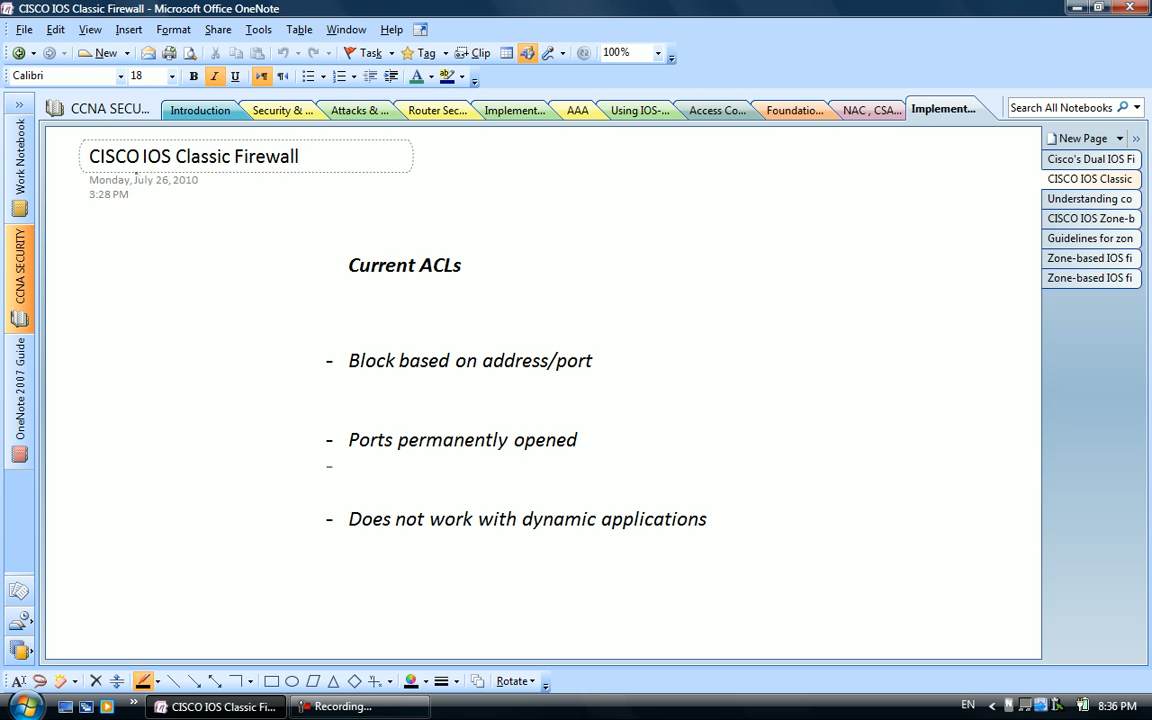 CISCO IOS Classic Firewall - Microsoft Office OneNote
File Edit View Insert Format Share Tools Table Window Help
New Task Tag Clip 100%
Calibri 18 B I U A ab
CCNA SECU... Introduction Security & ... Attacks & ... Router Sec... Implement... AAA Using IOS-... Access Co... Foundatio... NAC , CSA... Implement... Search All Notebooks
Work Notebook
CCNA SECURITY
OneNote 2007 Guide
CISCO IOS Classic Firewall
Monday, July 26, 2010
3:28 PM
Current ACLs
- Block based on address/port
- Ports permanently opened
-
- Does not work with dynamic applications
New Page
Cisco's Dual IOS Fi
CISCO IOS Classic
Understanding co
CISCO IOS Zone-b
Guidelines for zon
Zone-based IOS fi
Zone-based IOS fi
Rotate
CISCO IOS Classic Fi... Recording... EN 8:36 PM